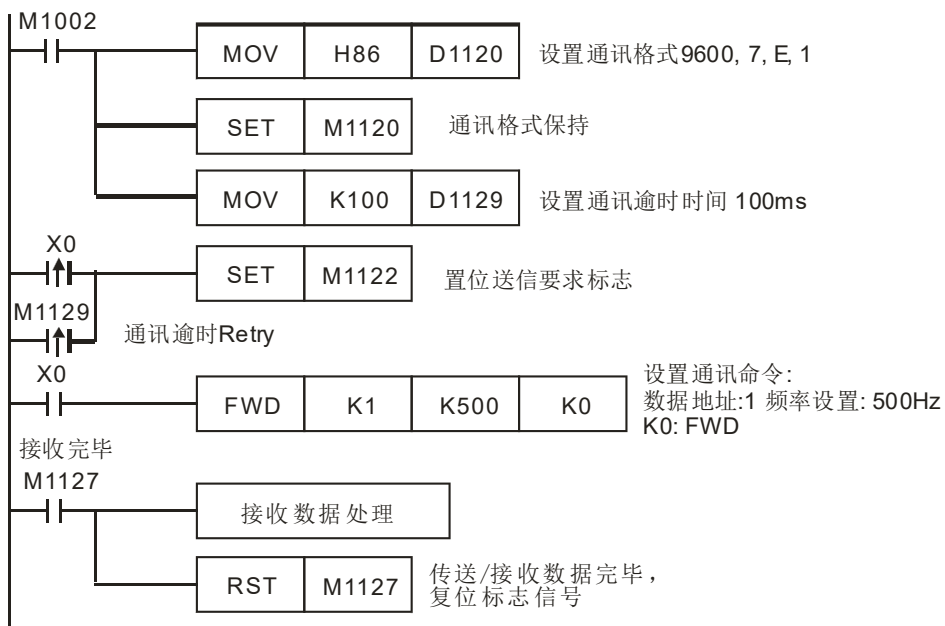 M1002
MOV H86 D1120 设置通讯格式9600, 7, E, 1
SET M1120 通讯格式保持
MOV K100 D1129 设置通讯逾时时间 100ms
X0
SET M1122 置位送信要求标志
M1129
通讯逾时Retry
X0
FWD K1 K500 K0
设置通讯命令:
数据地址:1 频率设置: 500Hz
K0: FWD
接收完毕
M1127
接收数据处理
RST M1127
传送/接收数据完毕，
复位标志信号